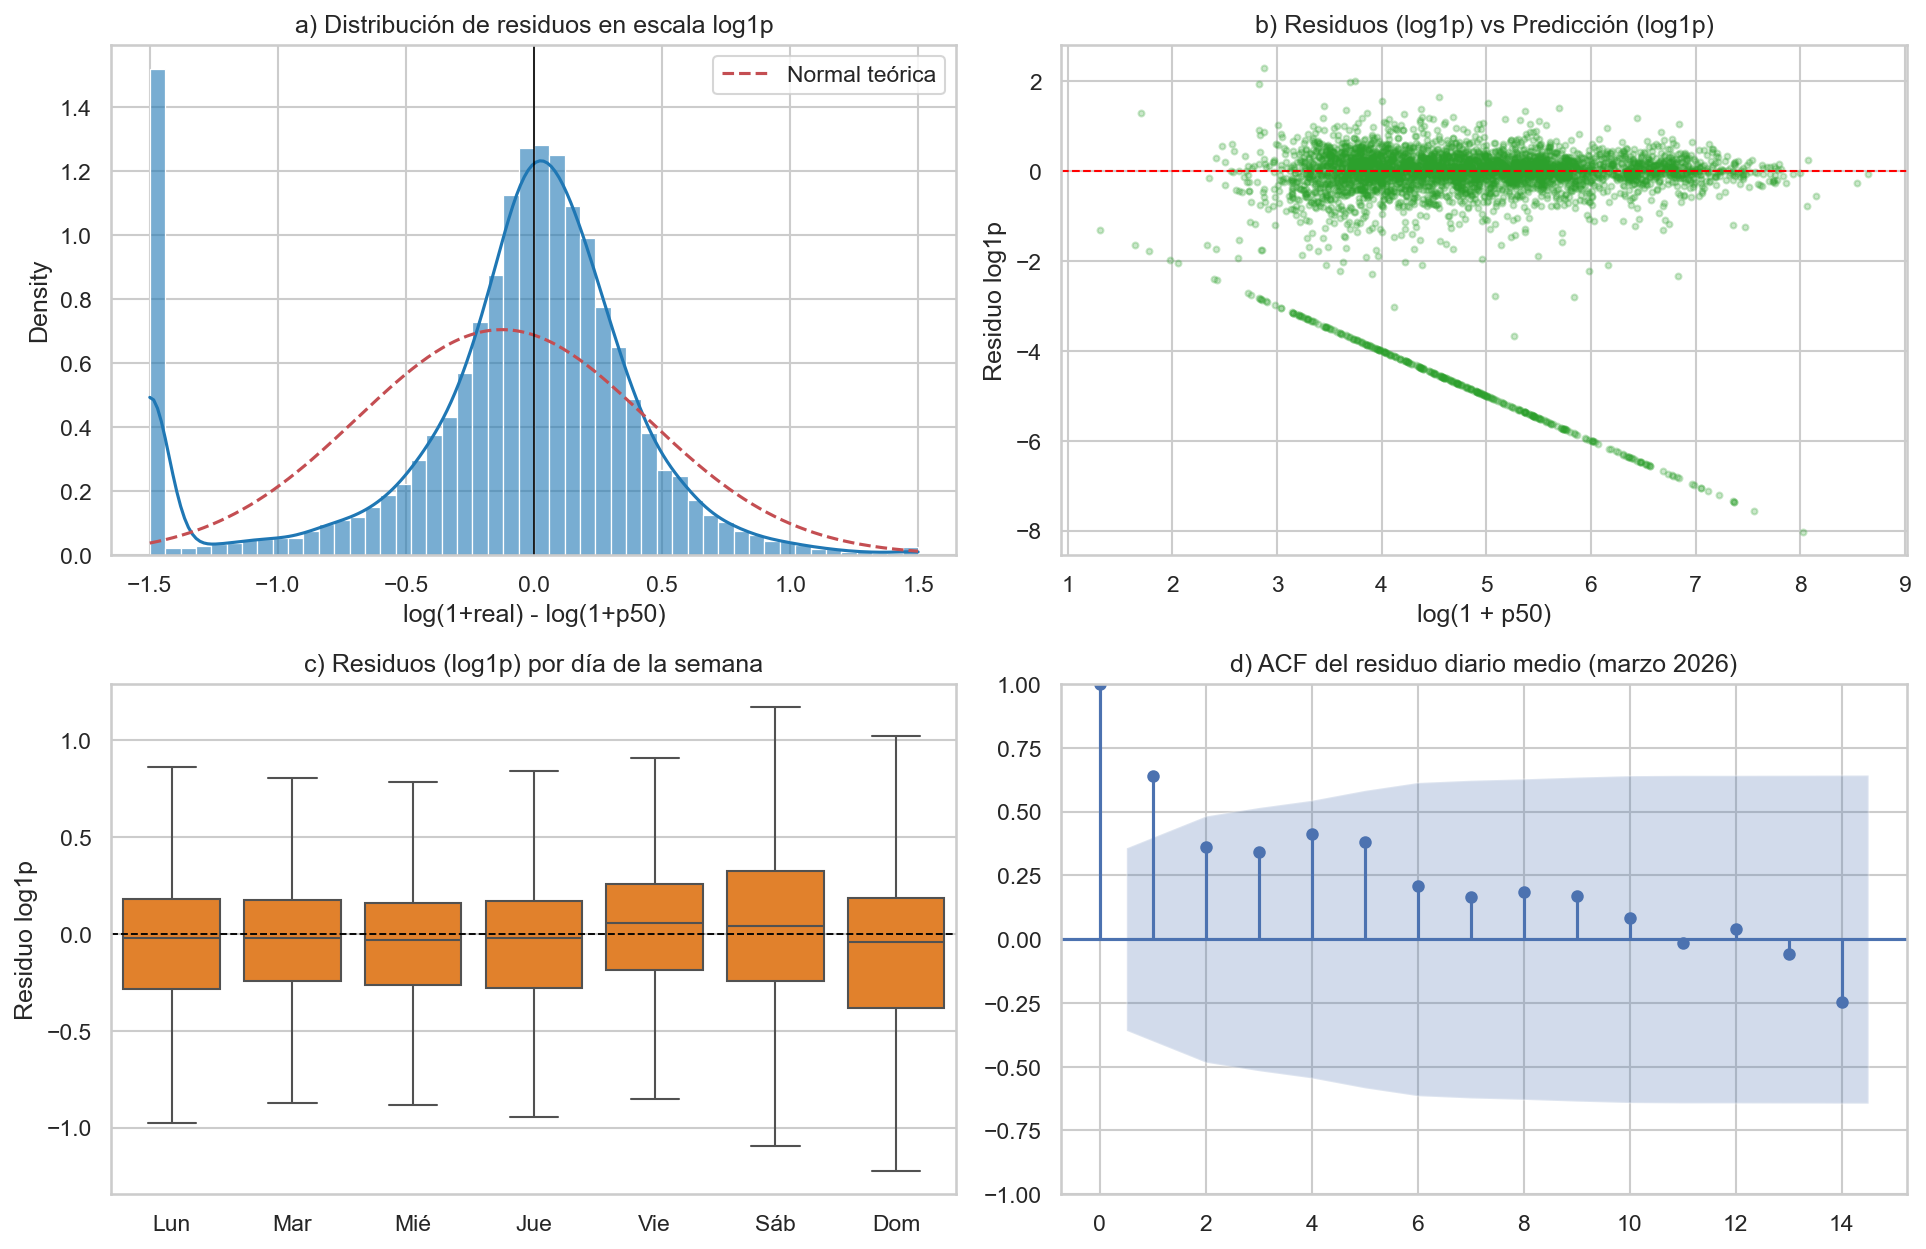 a) Distribución de residuos en escala log1p
Normal teórica
Density
1.4
1.2
1.0
0.8
0.6
0.4
0.2
0.0
−1.5 −1.0 −0.5 0.0 0.5 1.0 1.5
log(1+real) - log(1+p50)
b) Residuos (log1p) vs Predicción (log1p)
Residuo log1p
2
0
−2
−4
−6
−8
1 2 3 4 5 6 7 8 9
log(1 + p50)
c) Residuos (log1p) por día de la semana
Residuo log1p
1.0
0.5
0.0
−0.5
−1.0
Lun Mar Mié Jue Vie Sáb Dom
d) ACF del residuo diario medio (marzo 2026)
1.00
0.75
0.50
0.25
0.00
−0.25
−0.50
−0.75
−1.00
0 2 4 6 8 10 12 14